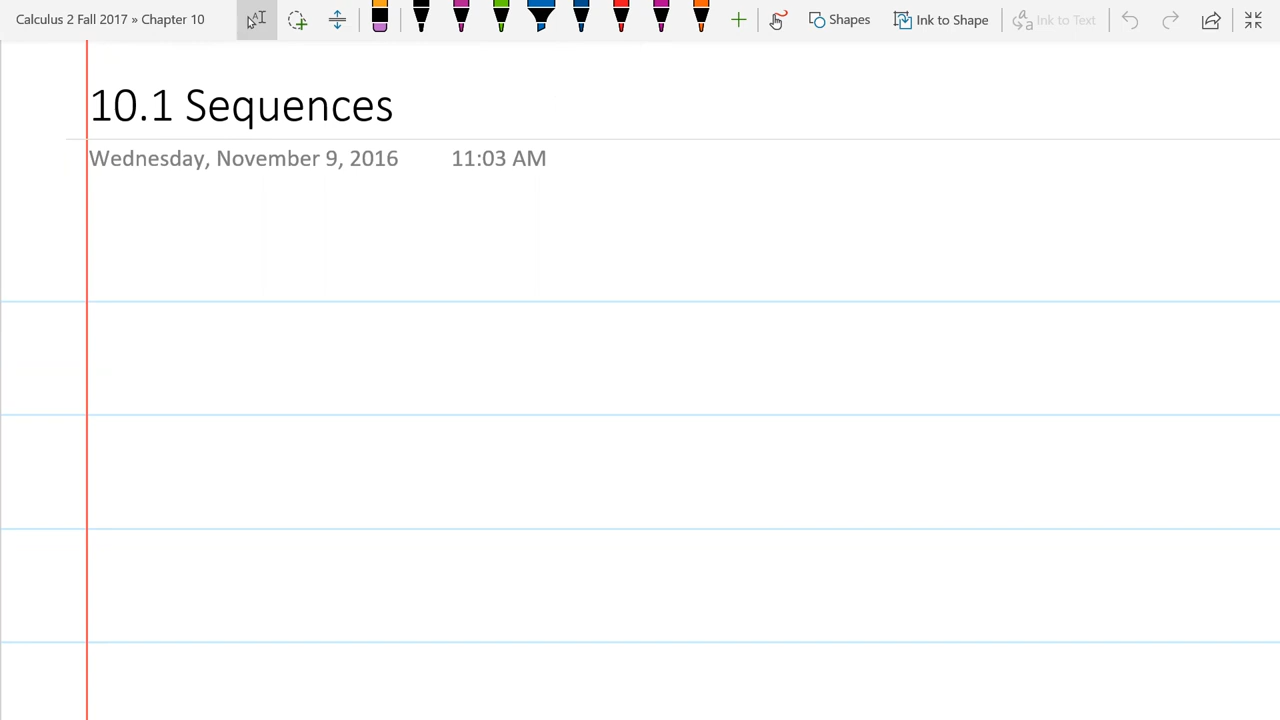 Calculus 2 Fall 2017 » Chapter 10 Shapes Ink to Shape Ink to Text
10.1 Sequences
Wednesday, November 9, 2016 11:03 AM